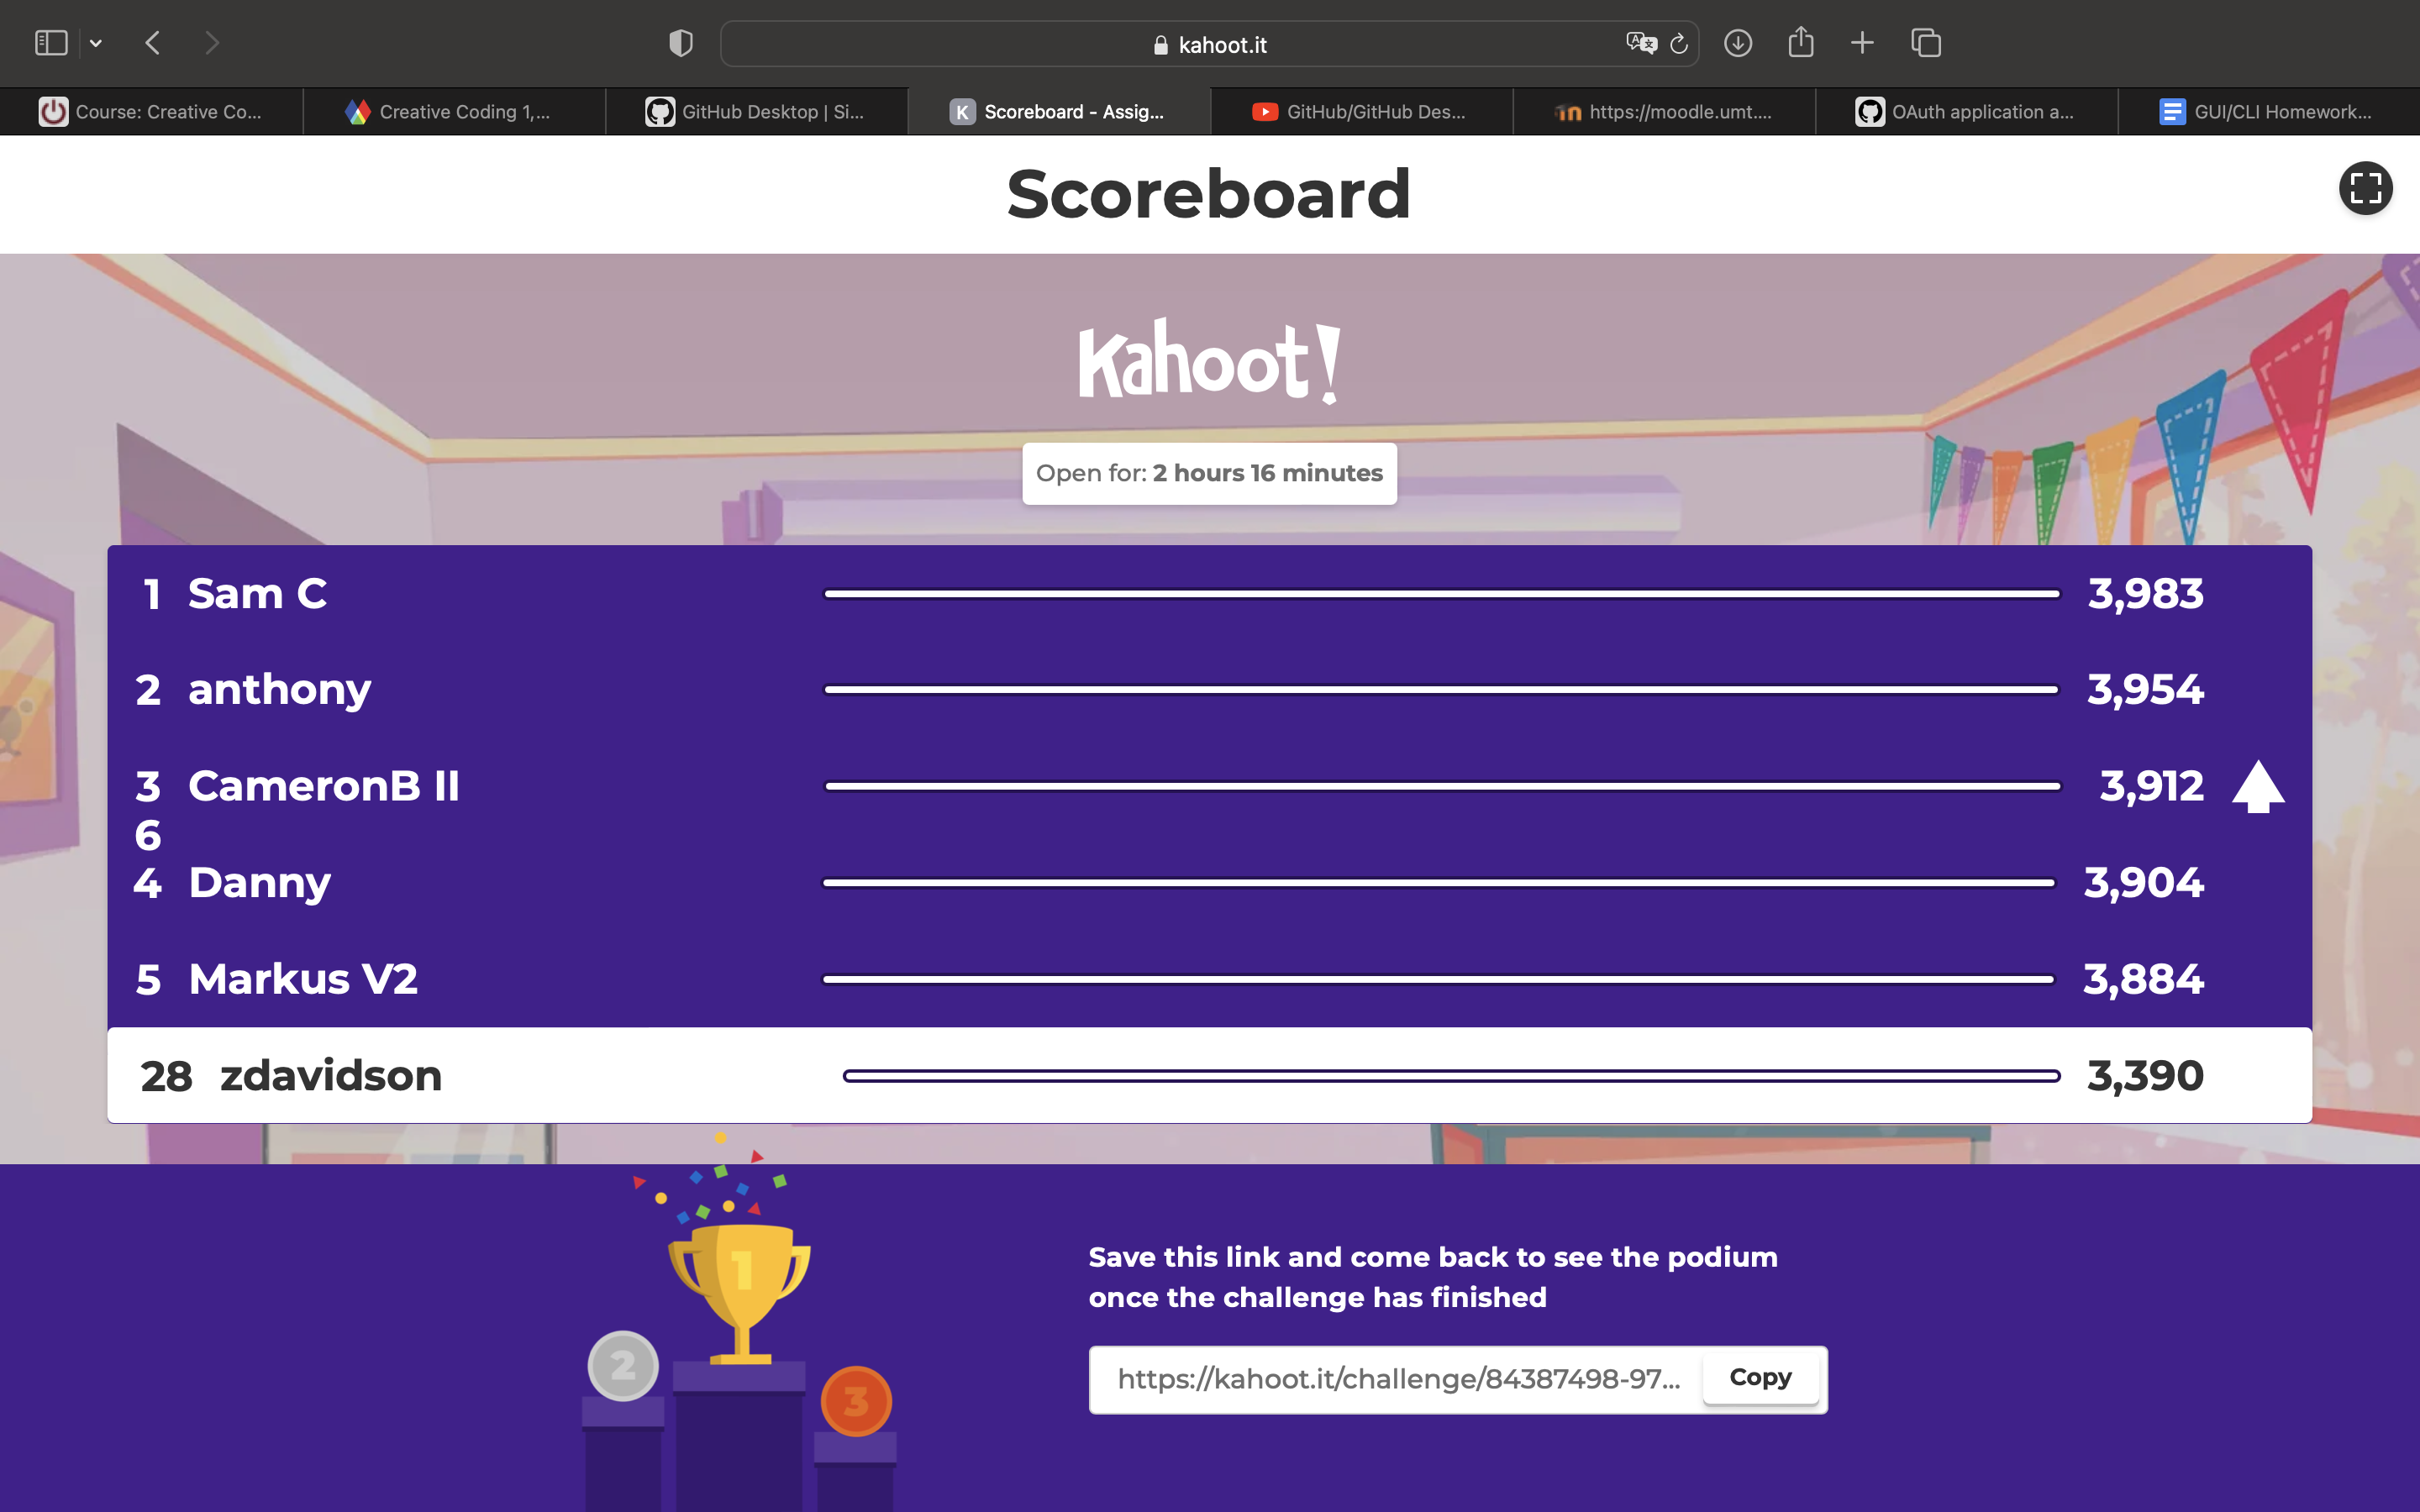 kahoot.it
Course: Creative Co...
Creative Coding 1,...
GitHub Desktop | Si...
K
Scoreboard - Assig...
GitHub/GitHub Des...
https://moodle.umt....
OAuth application a...
GUI/CLI Homework...
Scoreboard
Kahoot!
Open for: 2 hours 16 minutes
1 Sam C 3,983
2 anthony 3,954
3 CameronB II 3,912
6
4 Danny 3,904
5 Markus V2 3,884
28 zdavidson 3,390
1
2
3
Save this link and come back to see the podium
once the challenge has finished
https://kahoot.it/challenge/84387498-97... Copy